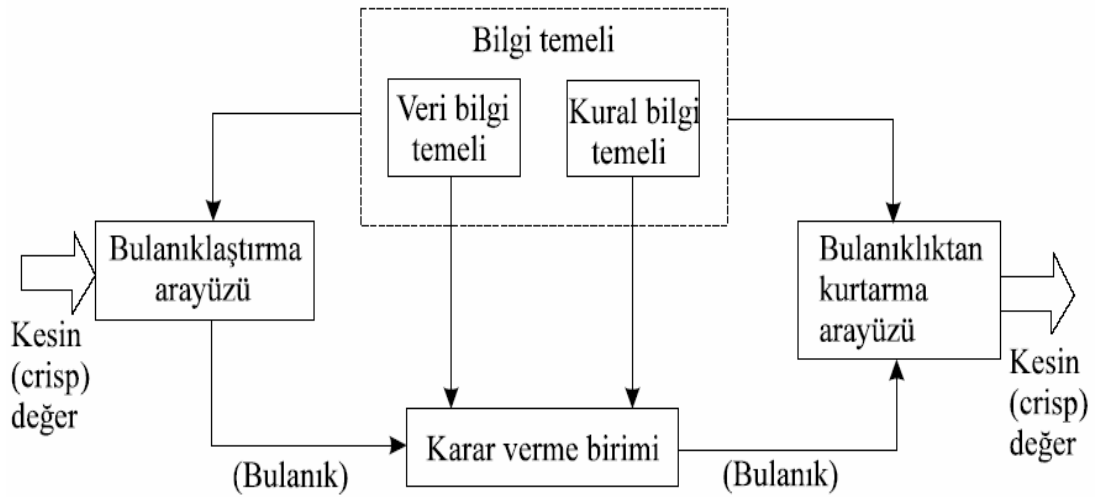 Bilgi temeli
Veri bilgi
temeli
Kural bilgi
temeli
Bulanıklaştırma
arayüzü
Bulanıklıktan
kurtarma
arayüzü
Kesin
(crisp)
değer
Kesin
(crisp)
değer
Karar verme birimi
(Bulanık)
(Bulanık)